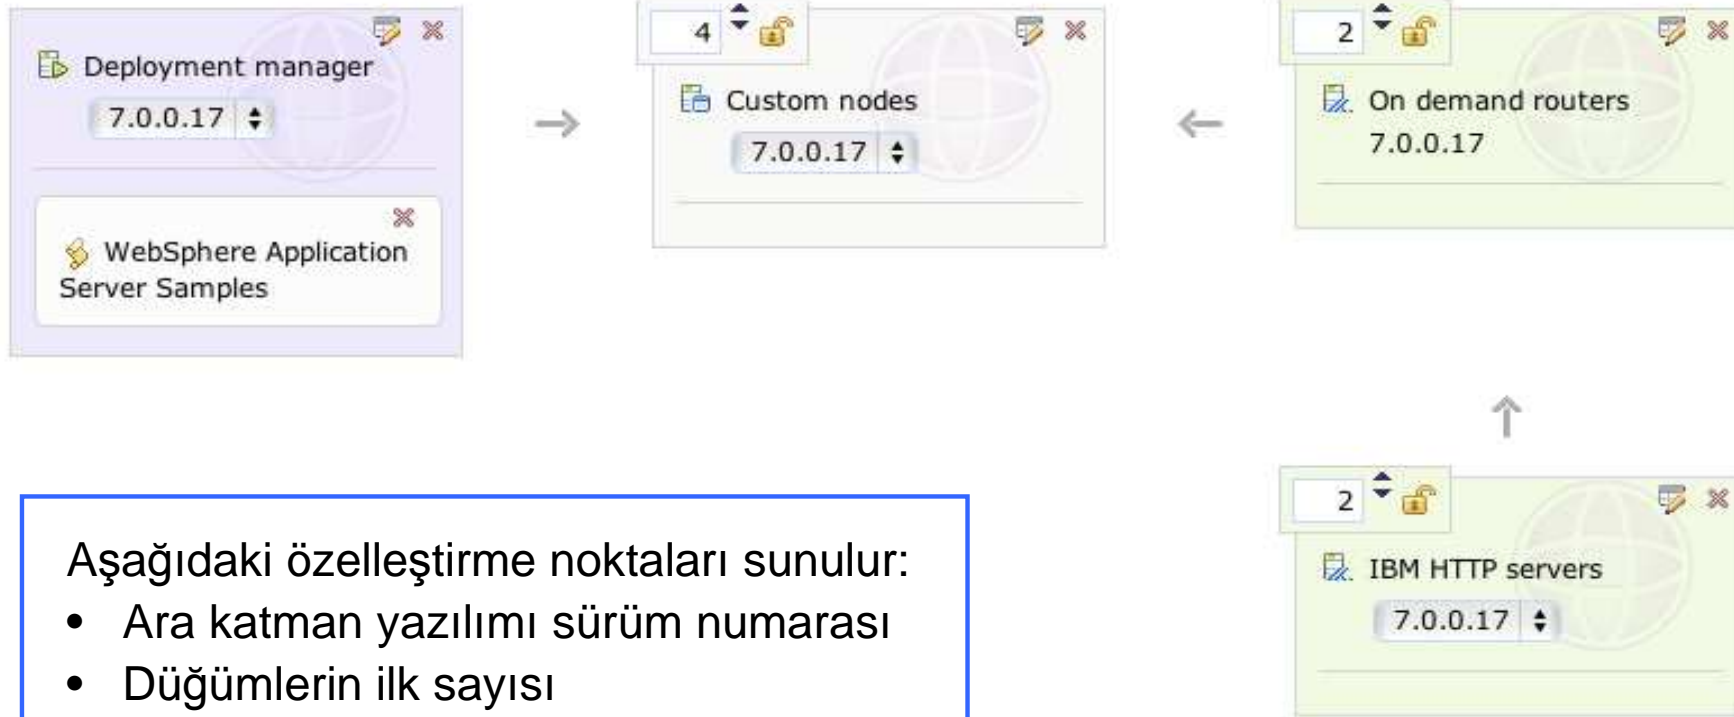 Deployment manager
7.0.0.17
WebSphere Application
Server Samples
4
Custom nodes
7.0.0.17
2
On demand routers
7.0.0.17
2
IBM HTTP servers
7.0.0.17
Aşağıdaki özelleştirme noktaları sunulur:
• Ara katman yazılımı sürüm numarası
• Düğümlerin ilk sayısı